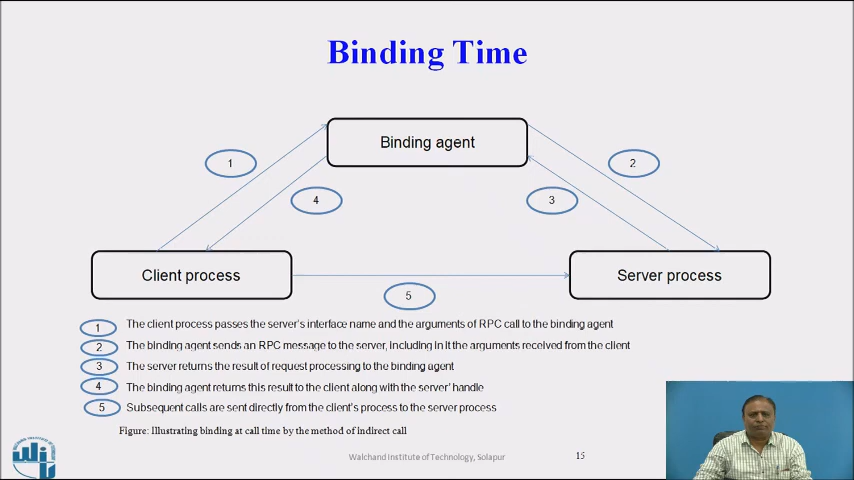 Binding Time
Binding agent
1
2
4
3
Client process
Server process
5
1 The client process passes the server's interface name and the arguments of RPC call to the binding agent
2 The binding agent sends an RPC message to the server, including in it the arguments received from the client
3 The server returns the result of request processing to the binding agent
4 The binding agent returns this result to the client along with the server' handle
5 Subsequent calls are sent directly from the client's process to the server process
Figure: Illustrating binding at call time by the method of indirect call
Walchand Institute of Technology, Solapur
15